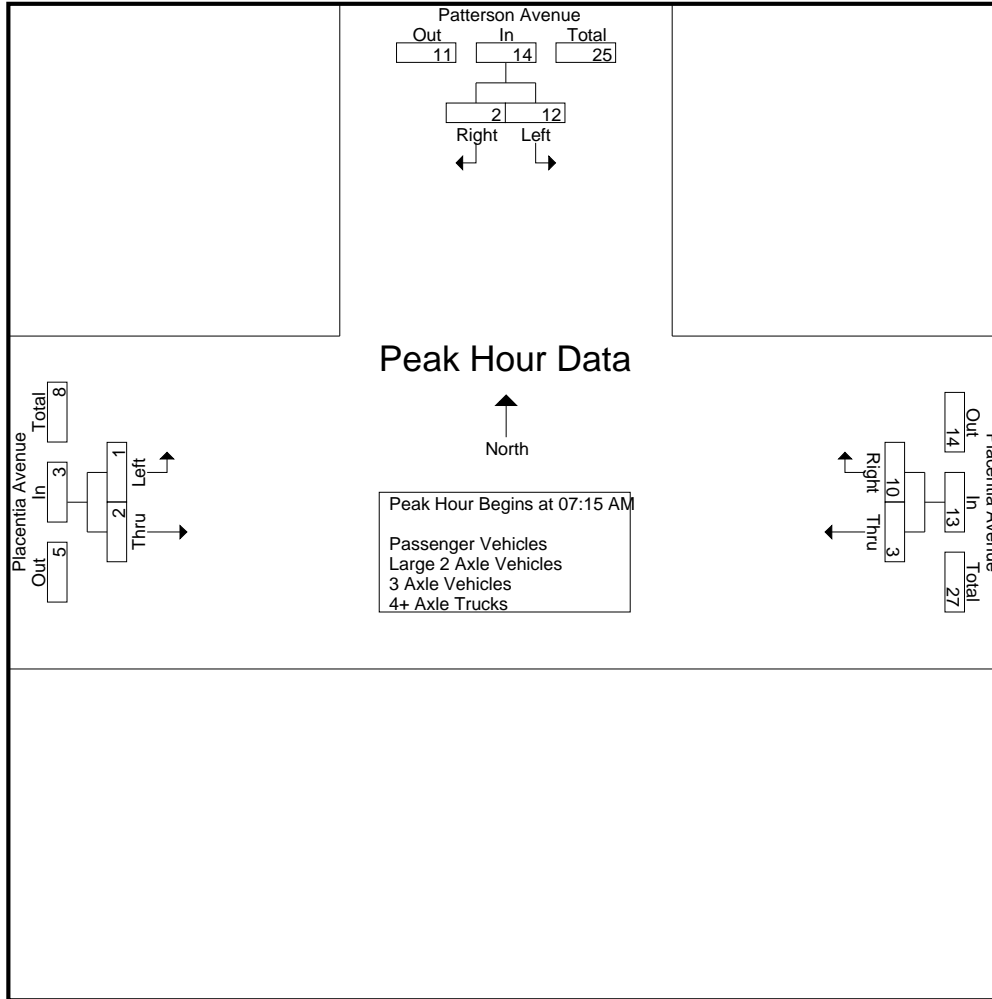 Patterson Avenue
Out In Total
11 14 25
2 12
Right Left
Peak Hour Data
North
Peak Hour Begins at 07:15 AM
Passenger Vehicles
Large 2 Axle Vehicles
3 Axle Vehicles
4+ Axle Trucks
Placentia Avenue
Out In Total
5 3 8
Left Thru
1 2
Placentia Avenue
Out In Total
14 13 27
Right Thru
10 3